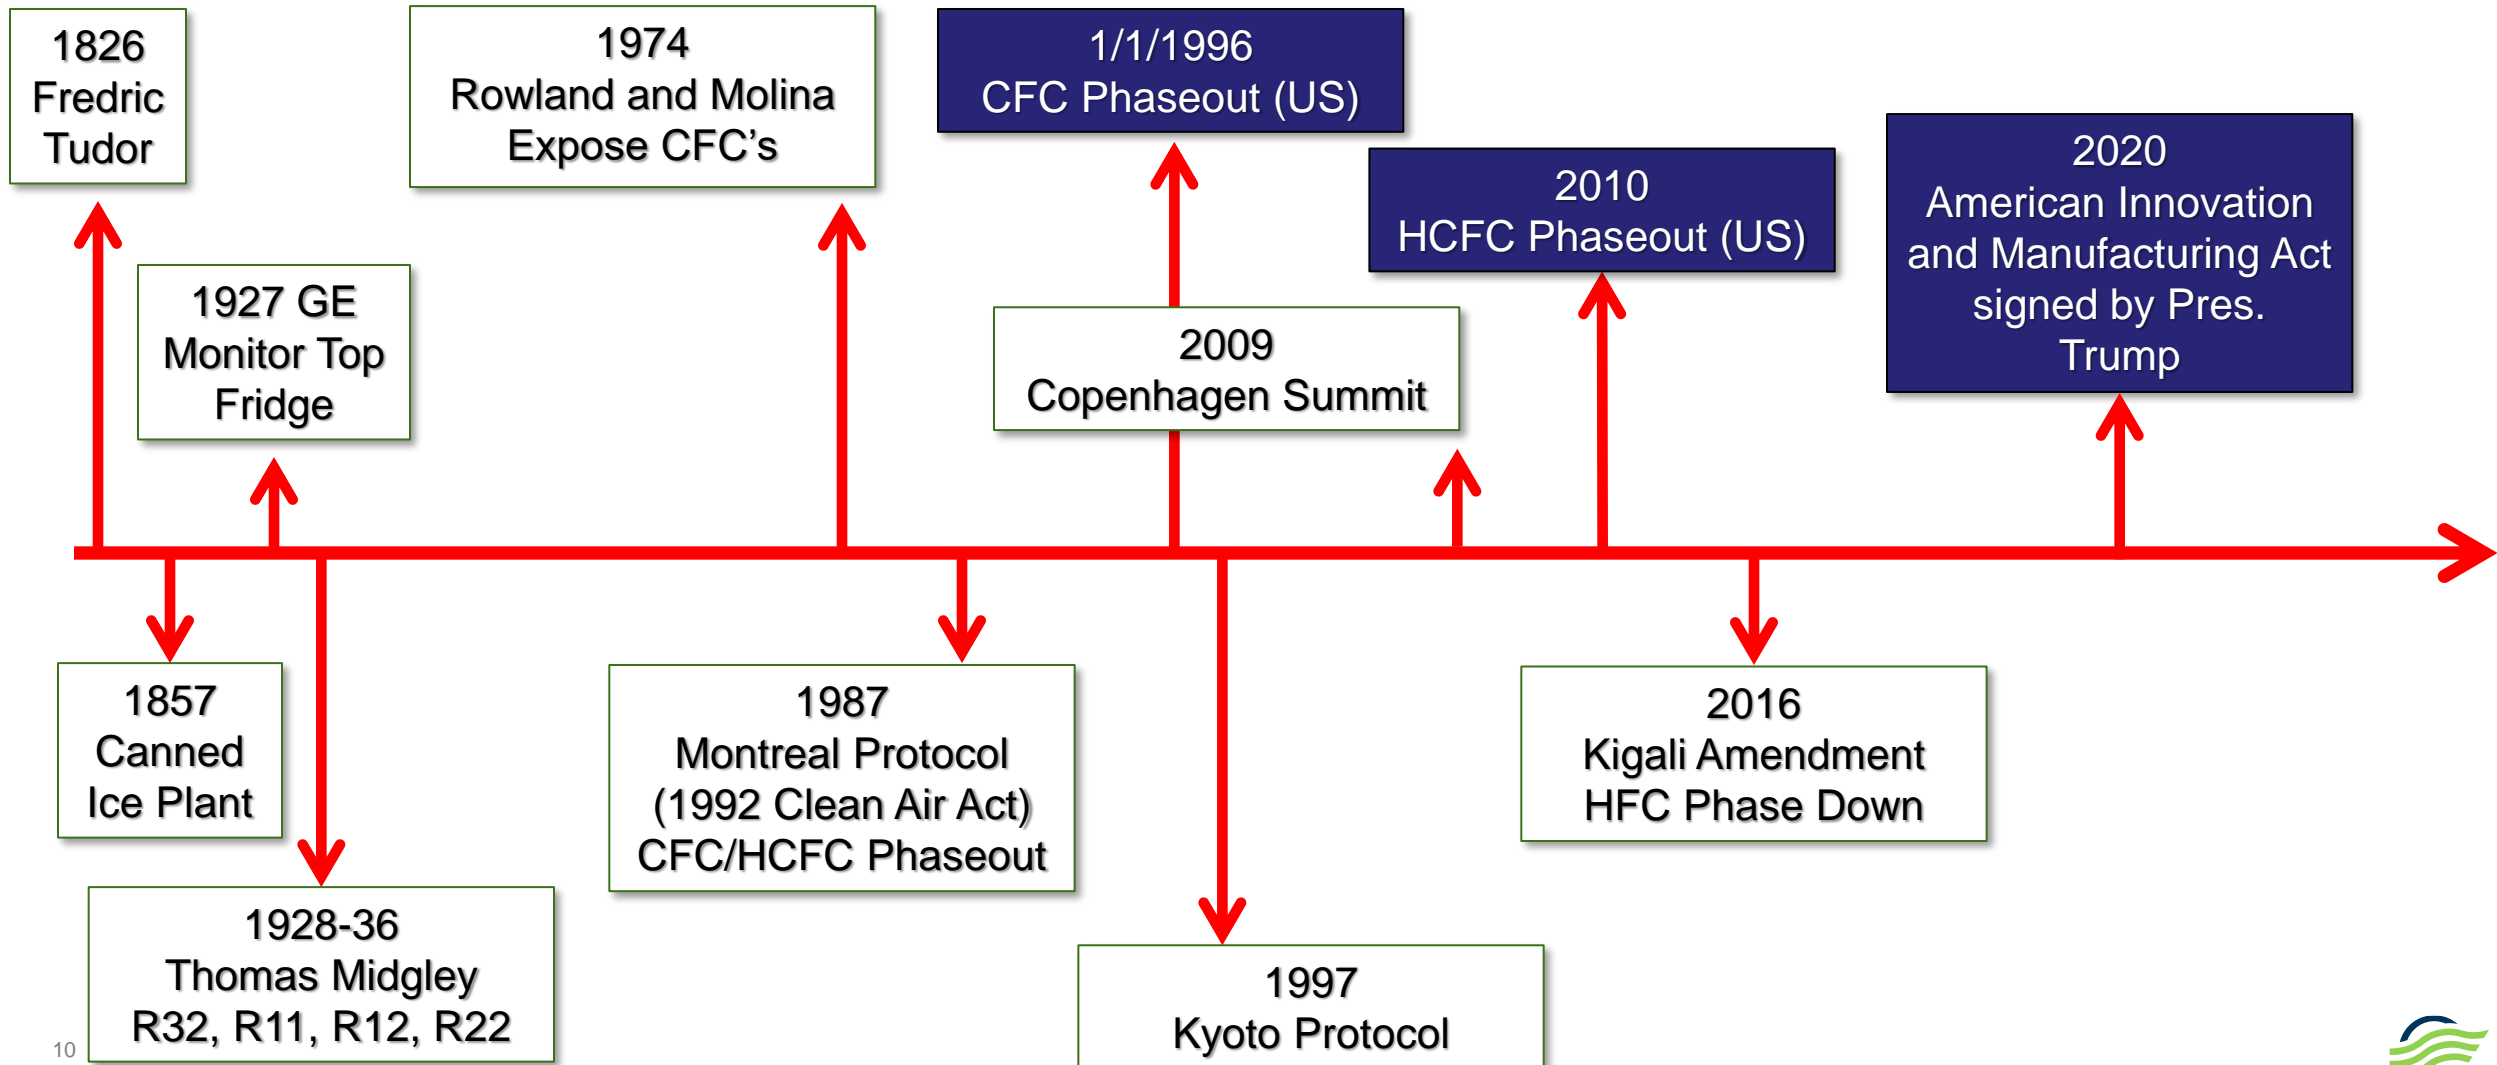 1826
Fredric
Tudor
1974
Rowland and Molina
Expose CFC’s
1/1/1996
CFC Phaseout (US)
2010
HCFC Phaseout (US)
2020
American Innovation
and Manufacturing Act
signed by Pres.
Trump
1927 GE
Monitor Top
Fridge
2009
Copenhagen Summit
1857
Canned
Ice Plant
1987
Montreal Protocol
(1992 Clean Air Act)
CFC/HCFC Phaseout
2016
Kigali Amendment
HFC Phase Down
1928-36
Thomas Midgley
R32, R11, R12, R22
1997
Kyoto Protocol
10